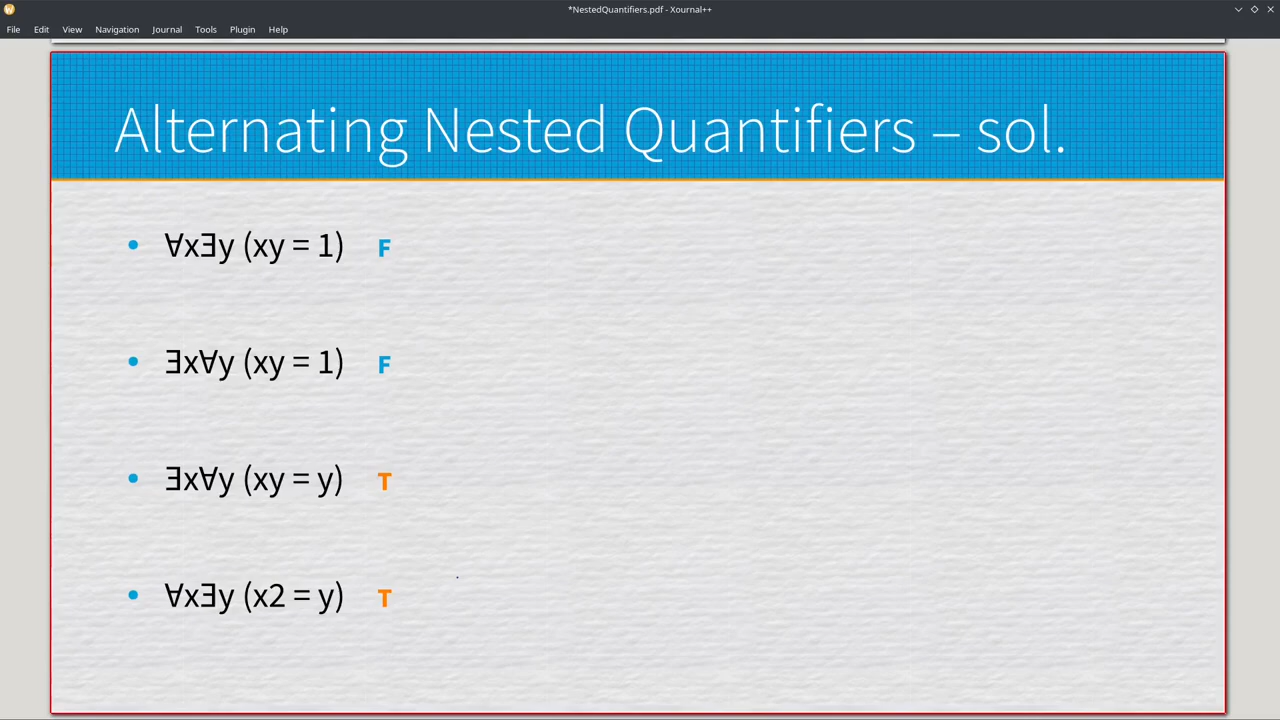 *NestedQuantifiers.pdf - Xournal++
File Edit View Navigation Journal Tools Plugin Help
Alternating Nested Quantifiers – sol.
• ∀x∃y (xy = 1) F
• ∃x∀y (xy = 1) F
• ∃x∀y (xy = y) T
• ∀x∃y (x2 = y) T